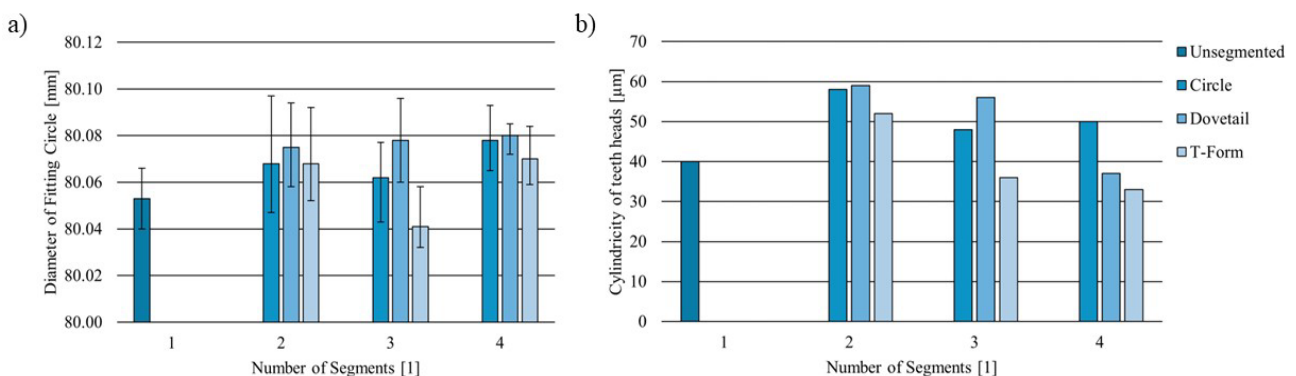 a)
Diameter of Fitting Circle [mm]
80.12
80.10
80.08
80.06
80.04
80.02
80.00
1 2 3 4
Number of Segments [1]
b)
Cylindricity of teeth heads [µm]
70
60
50
40
30
20
10
0
1 2 3 4
Number of Segments [1]
Unsegmented
Circle
Dovetail
T-Form